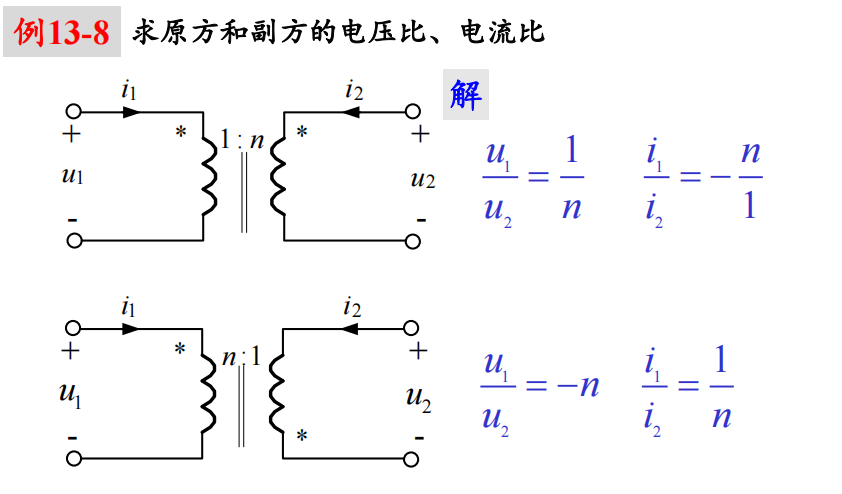 例13-8 求原方和副方的电压比、电流比
解
i1 i2
+ * 1 : n * +
u1 u2
- -
u1/u2 = 1/n i1/i2 = − n/1
i1 i2
+ * n : 1 +
u1 u2
- * -
u1/u2 = −n i1/i2 = 1/n